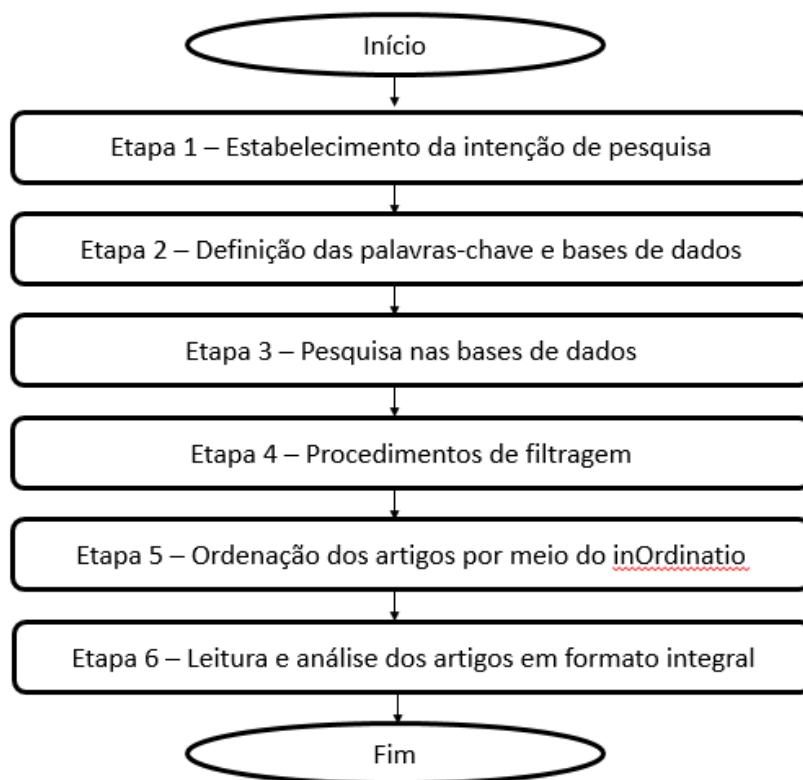 Início
Etapa 1 – Estabelecimento da intenção de pesquisa
Etapa 2 – Definição das palavras-chave e bases de dados
Etapa 3 – Pesquisa nas bases de dados
Etapa 4 – Procedimentos de filtragem
Etapa 5 – Ordenação dos artigos por meio do inOrdinatio
Etapa 6 – Leitura e análise dos artigos em formato integral
Fim